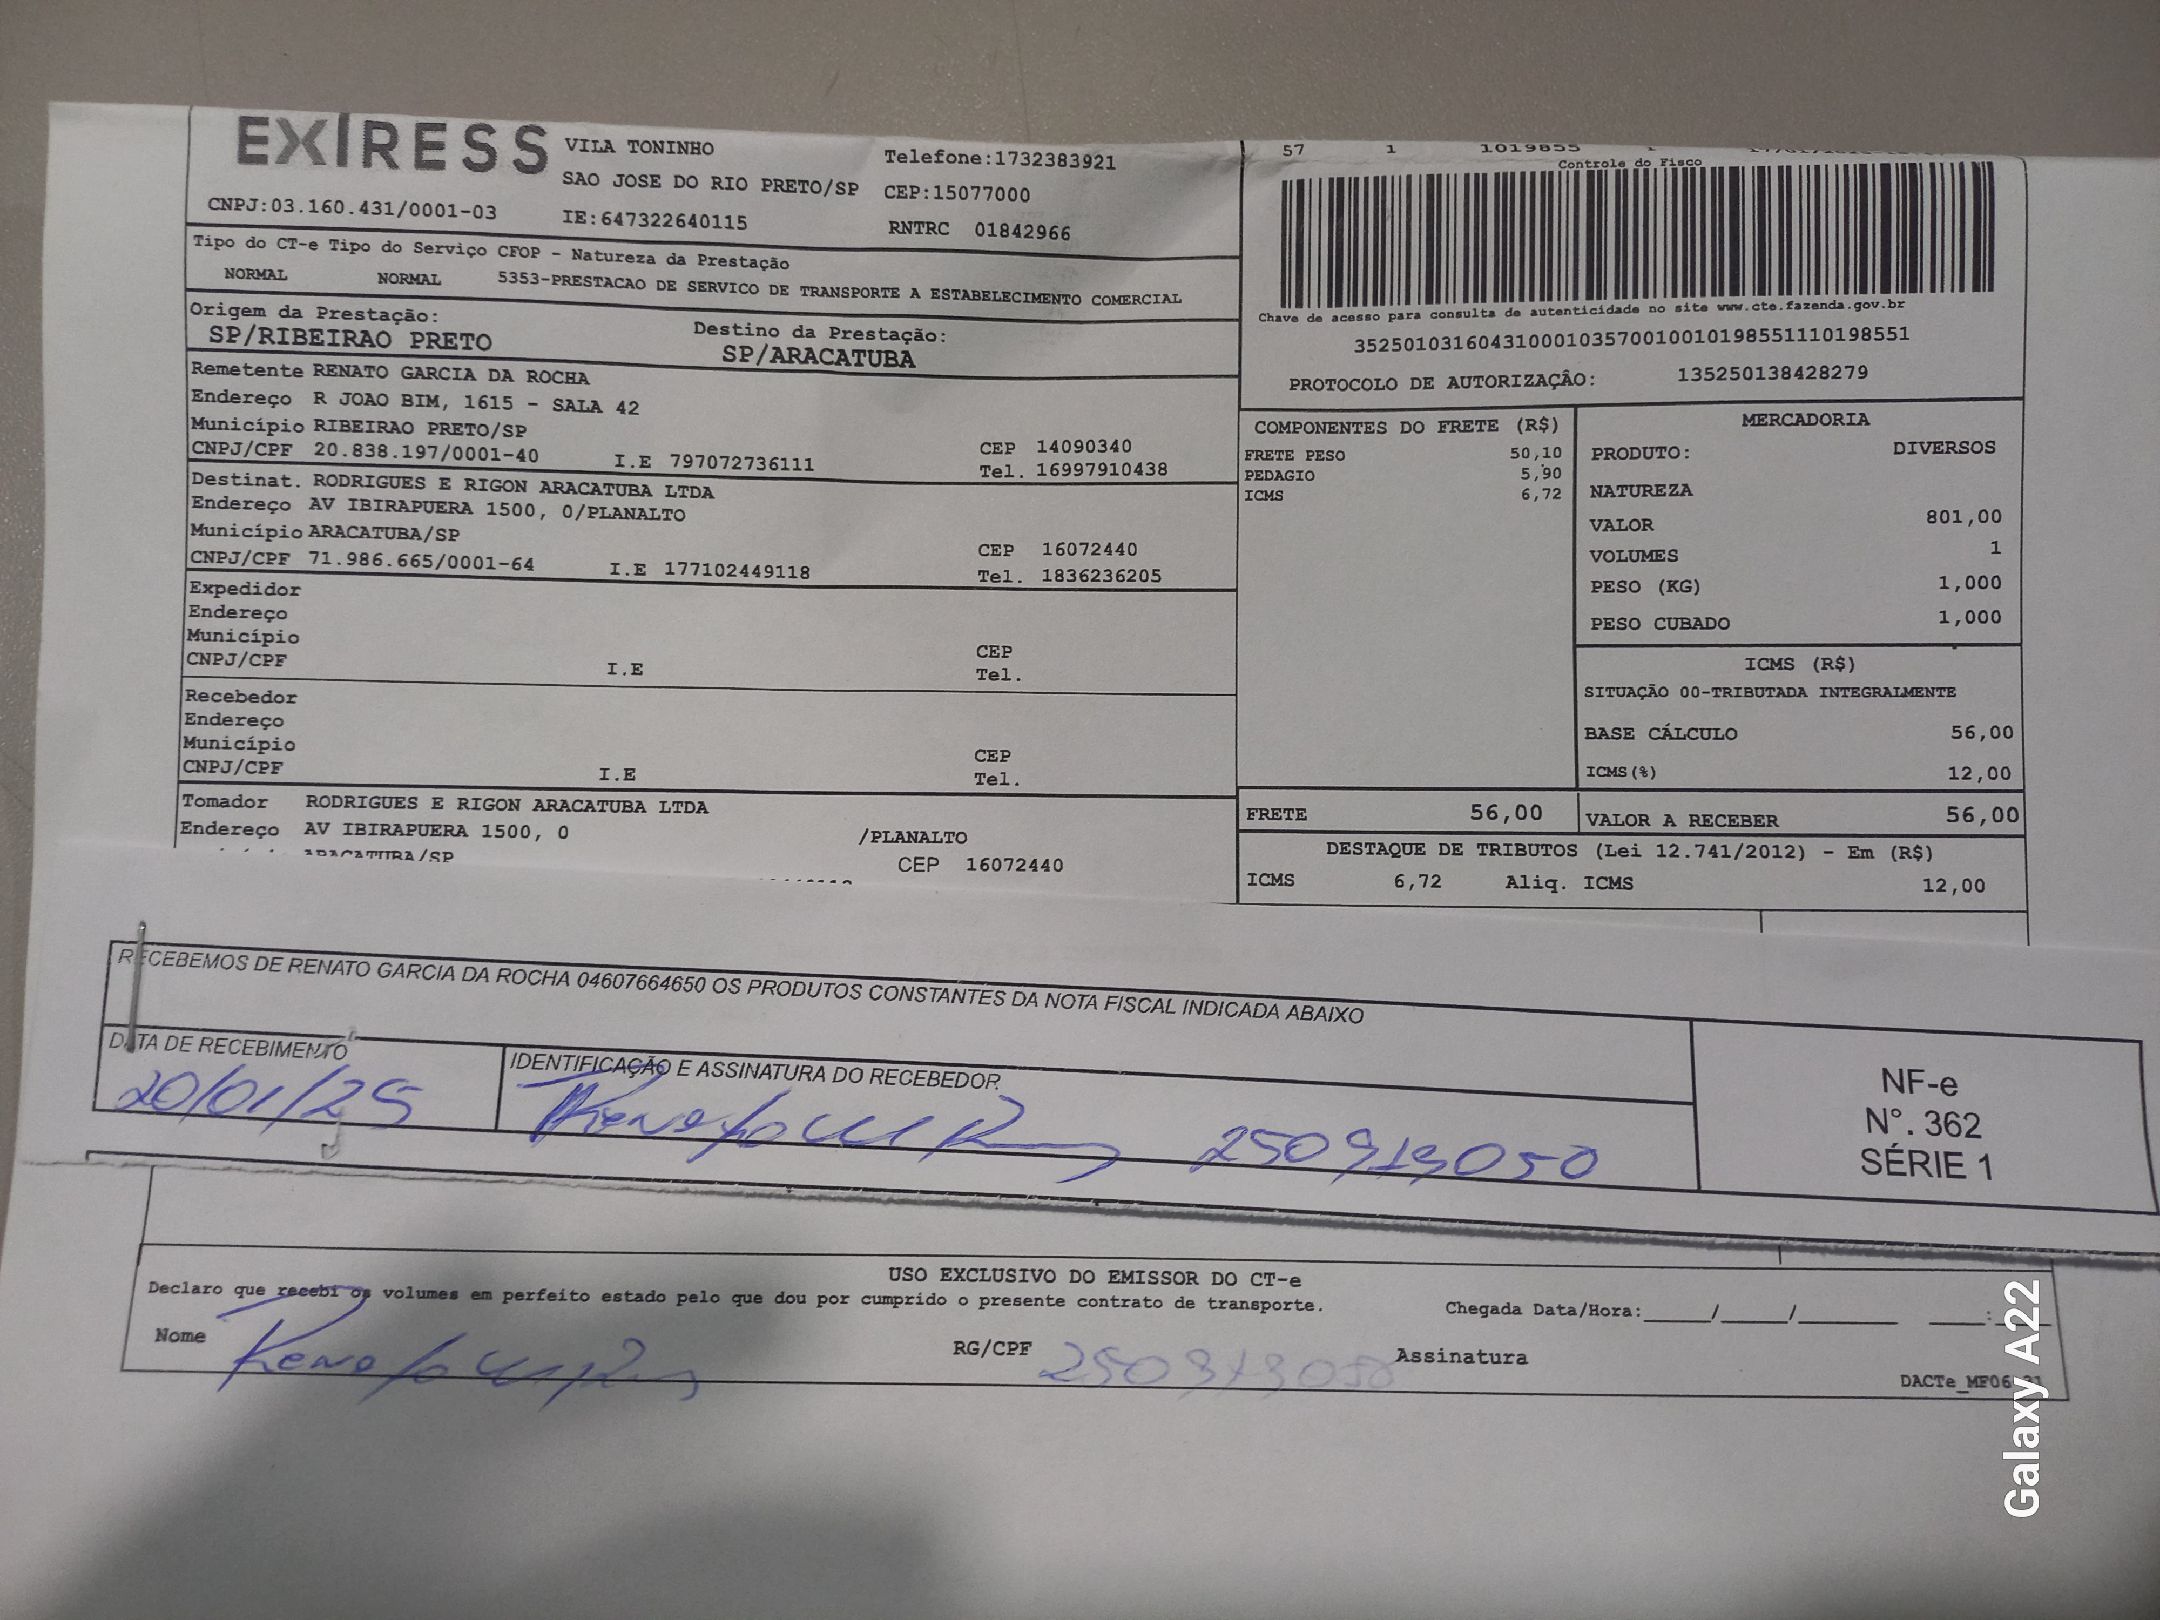 EXPRESS
VILA TONINHO
Telefone:1732383921
SAO JOSE DO RIO PRETO/SP CEP:15077000
CNPJ:03.160.431/0001-03 IE:647322640115 RNTRC 01842966
Tipo do CT-e Tipo do Serviço CFOP - Natureza da Prestação
NORMAL NORMAL 5353-PRESTACAO DE SERVICO DE TRANSPORTE A ESTABELECIMENTO COMERCIAL
Origem da Prestação: Destino da Prestação:
SP/RIBEIRAO PRETO SP/ARACATUBA
Remetente RENATO GARCIA DA ROCHA
Endereço R JOAO BIM, 1615 - SALA 42
Município RIBEIRAO PRETO/SP CEP 14090340
CNPJ/CPF 20.838.197/0001-40 I.E 797072736111 Tel. 16997910438
Destinat. RODRIGUES E RIGON ARACATUBA LTDA
Endereço AV IBIRAPUERA 1500, 0/PLANALTO
Município ARACATUBA/SP CEP 16072440
CNPJ/CPF 71.986.665/0001-64 I.E 177102449118 Tel. 1836236205
Expedidor
Endereço
Município CEP
CNPJ/CPF I.E Tel.
Recebedor
Endereço
Município CEP
CNPJ/CPF I.E Tel.
Tomador RODRIGUES E RIGON ARACATUBA LTDA
Endereço AV IBIRAPUERA 1500, 0 /PLANALTO
ARACATUBA/SP CEP 16072440
57 1 1019855
Controle do Fisco
Chave de acesso para consulta de autenticidade no site www.cte.fazenda.gov.br
35250103160431000103570010010198551110198551
PROTOCOLO DE AUTORIZAÇÃO: 135250138428279
COMPONENTES DO FRETE (R$)
FRETE PESO 50,10
PEDAGIO 5,90
ICMS 6,72
MERCADORIA
PRODUTO: DIVERSOS
NATUREZA
VALOR 801,00
VOLUMES 1
PESO (KG) 1,000
PESO CUBADO 1,000
ICMS (R$)
SITUAÇÃO 00-TRIBUTADA INTEGRALMENTE
BASE CÁLCULO 56,00
ICMS(%) 12,00
FRETE 56,00 VALOR A RECEBER 56,00
DESTAQUE DE TRIBUTOS (Lei 12.741/2012) - Em (R$)
ICMS 6,72 Aliq. ICMS 12,00
RECEBEMOS DE RENATO GARCIA DA ROCHA 04607664650 OS PRODUTOS CONSTANTES DA NOTA FISCAL INDICADA ABAIXO
DATA DE RECEBIMENTO IDENTIFICAÇÃO E ASSINATURA DO RECEBEDOR
20/01/25 250919050
NF-e
N°. 362
SÉRIE 1
USO EXCLUSIVO DO EMISSOR DO CT-e
Declaro que recebi os volumes em perfeito estado pelo que dou por cumprido o presente contrato de transporte. Chegada Data/Hora:____/____/______ ____:____
Nome RG/CPF Assinatura
Galaxy A22